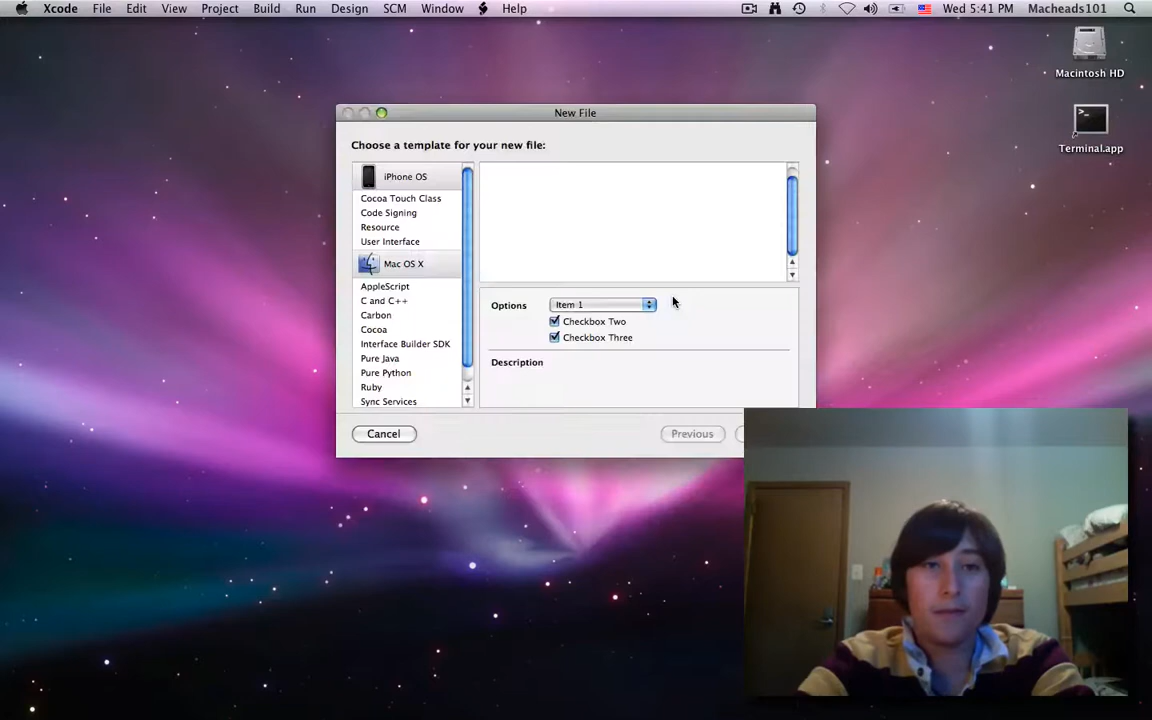 Xcode File Edit View Project Build Run Design SCM Window Help Wed 5:41 PM Macheads101
Macintosh HD
Terminal.app
New File
Choose a template for your new file:
iPhone OS
Cocoa Touch Class
Code Signing
Resource
User Interface
Mac OS X
AppleScript
C and C++
Carbon
Cocoa
Interface Builder SDK
Pure Java
Pure Python
Ruby
Sync Services
Options Item 1
Checkbox Two
Checkbox Three
Description
Cancel Previous